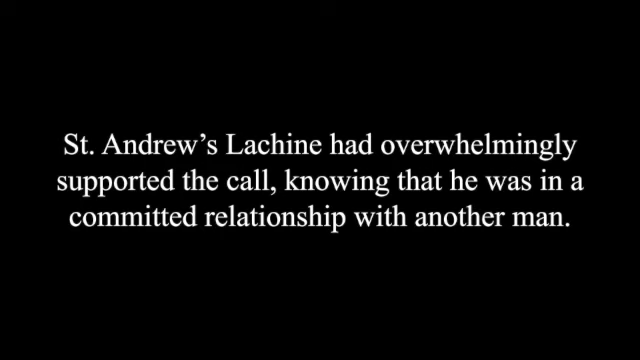 St. Andrew’s Lachine had overwhelmingly
supported the call, knowing that he was in a
committed relationship with another man.